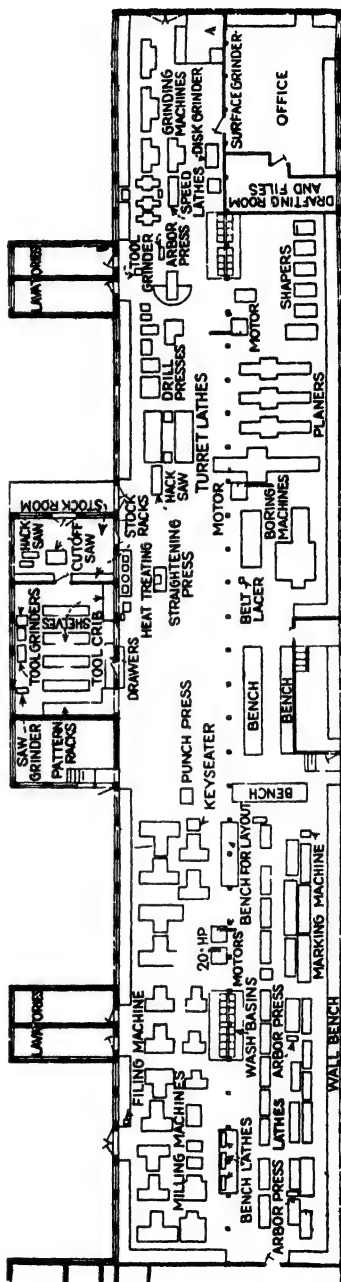 LAVATORIES
LAVATORIES
SAW
GRINDER
PATTERN
RACKS
TOOL GRINDERS
SHELVES
TOOL CRIB
DRAWERS
HACK
SAW
CUTOFF
SAW
STOCK ROOM
STOCK
RACKS
HEAT TREATING
STRAIGHTENING
PRESS
FILING MACHINE
MILLING MACHINES
PUNCH PRESS
KEYSEATER
HACK
SAW
TURRET LATHES
DRILL
PRESSES
TOOL
GRINDER
ARBOR
PRESS
SPEED
LATHES
GRINDING
MACHINES
DISK GRINDER
SURFACE GRINDER
A
OFFICE
DRAFTING ROOM
AND FILES
BENCH LATHES
WASH BASINS
20-HP
MOTORS
BENCH FOR LAYOUT
BENCH
BENCH
BENCH
BELT
LACER
BORING
MACHINES
MOTOR
PLANERS
MOTOR
SHAPERS
ARBOR PRESS
LATHES
ARBOR PRESS
MARKING MACHINE
WALL BENCH